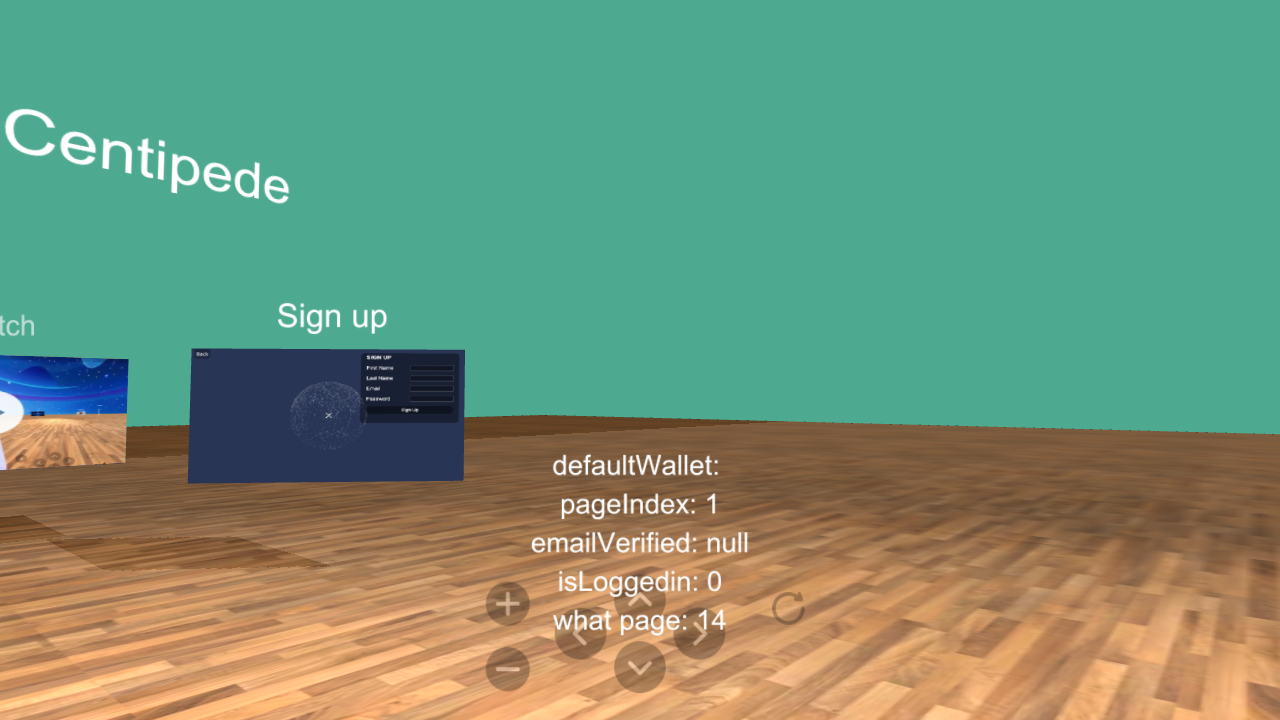 Centipede
tch
Sign up
Back
SIGN UP
First Name
Last Name
Email
Password
Sign Up
defaultWallet:
pageIndex: 1
emailVerified: null
isLoggedin: 0
what page: 14